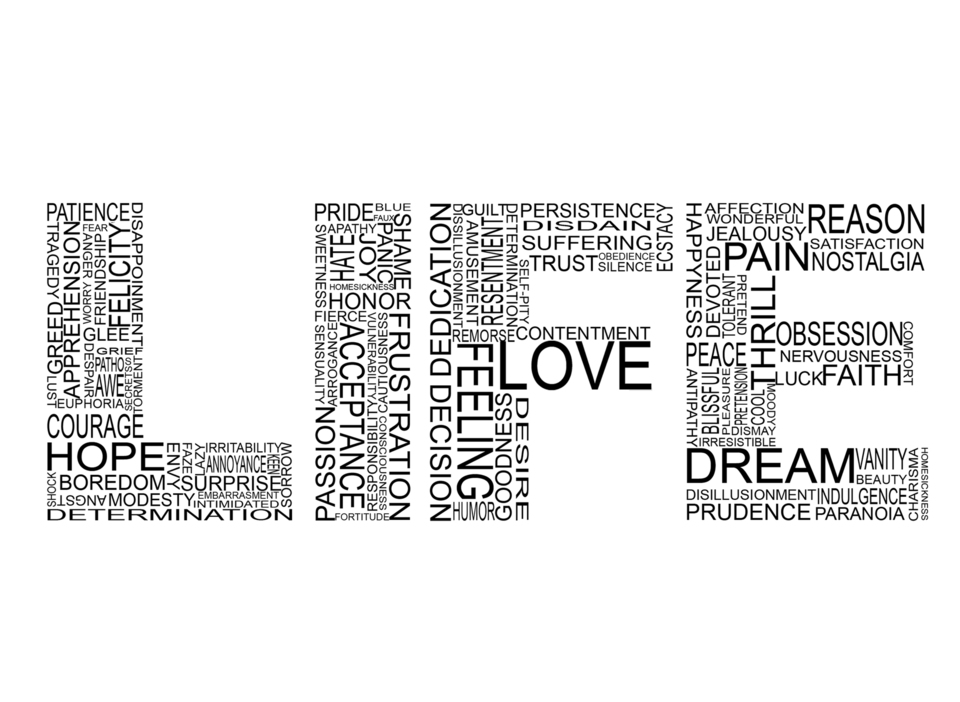 PATIENCE
DISAPPOINMENT
TRAGEDY
GREED
LUST
APPREHENSION
FEAR
ANGER
WORRY
FRIENDSHIP
FELICITY
GLEE
DESPAIR
GRIEF
PATHOS
AWE
SECRETS
TORMENT
EUPHORIA
COURAGE
HOPE
SHOCK
BOREDOM
ANGST
MODESTY
ENVY
FAZE
LAZY
IRRITABILITY
ANNOYANCE
KEEN
SORROW
SURPRISE
EMBARRASMENT
INTIMIDATED
DETERMINATION
PRIDE
BLUE
FAUX
APATHY
SWEETNESS
HATE
JOY
PANIC
SHAME
HOMESICKNESS
HONOR
FIERCE
SENSUALITY
ARROGANCE
ACCEPTANCE
VULNERABILITY
RESPONSIBILITY
CAUTIOUSNESS
CONSCIOUSNESS
FRUSTRATION
PASSION
FORTITUDE
DEDICATION
DECISION
DISSILLUSIONMENT
GUILT
AMUSEMENT
RESENTMENT
DETERMINATION
PERSISTENCE
DISDAIN
SUFFERING
TRUST
OBEDIENCE
SILENCE
ECSTACY
SELF-PITY
REMORSE
CONTENTMENT
FEELING
LOVE
GOODNESS
DESIRE
HUMOR
HAPPYNESS
AFFECTION
WONDERFUL
JEALOUSY
REASON
SATISFACTION
PAIN
NOSTALGIA
DEVOTED
TOLERANT
PRETEND
THRILL
OBSESSION
NERVOUSNESS
COMFORT
LUCK
FAITH
PEACE
ANTIPATHY
BLISSFUL
PLEASURE
PRETENSION
COOL
MOODY
DISMAY
IRRESISTIBLE
DREAM
VANITY
BEAUTY
CHARISMA
HOMESICKNESS
DISILLUSIONMENT
INDULGENCE
PRUDENCE
PARANOIA